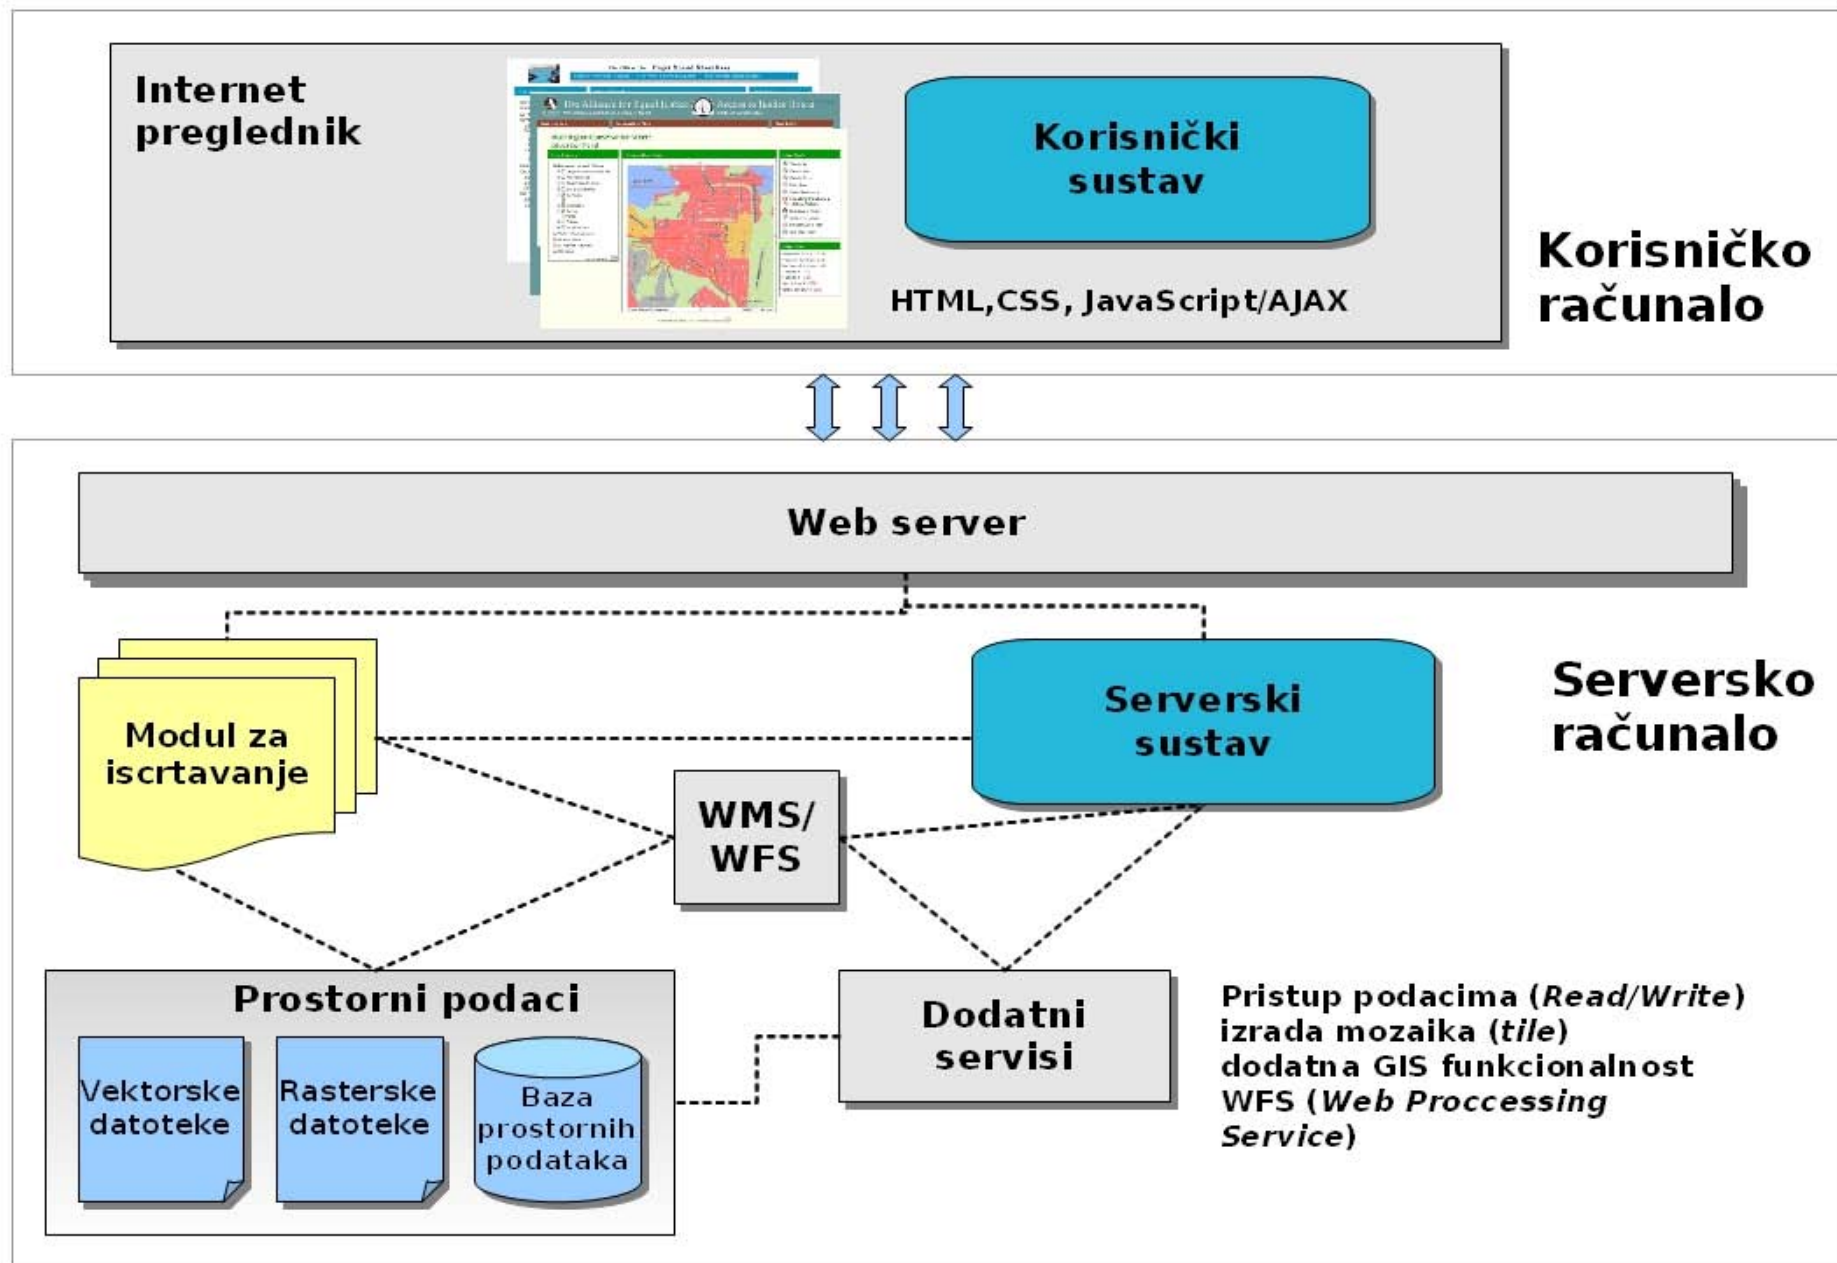 Internet
preglednik
Korisnički
sustav
HTML,CSS, JavaScript/AJAX
Korisničko
računalo
Web server
Modul za
iscrtavanje
Serverski
sustav
Serversko
računalo
WMS/
WFS
Prostorni podaci
Vektorske
datoteke
Rasterske
datoteke
Baza
prostornih
podataka
Dodatni
servisi
Pristup podacima (Read/Write)
izrada mozaika (tile)
dodatna GIS funkcionalnost
WFS (Web Proccessing
Service)